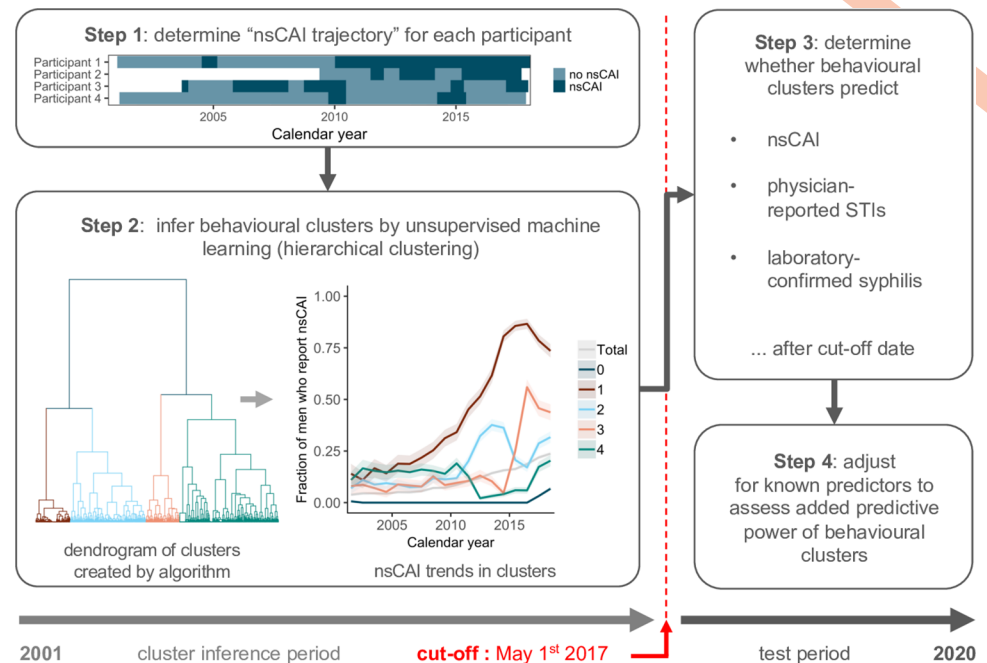 Step 1: determine “nsCAI trajectory” for each participant
Participant 1
Participant 2
Participant 3
Participant 4
no nsCAI
nsCAI
2005
2010
2015
Calendar year
Step 2: infer behavioural clusters by unsupervised machine
learning (hierarchical clustering)
dendrogram of clusters
created by algorithm
Fraction of men who report nsCAI
1.00
0.75
0.50
0.25
0.00
2005
2010
2015
Calendar year
Total
0
1
2
3
4
nsCAI trends in clusters
Step 3: determine
whether behavioural
clusters predict
• nsCAI
• physician-
reported STIs
• laboratory-
confirmed syphilis
... after cut-off date
Step 4: adjust
for known predictors to
assess added predictive
power of behavioural
clusters
2001
cluster inference period
cut-off : May 1st 2017
test period
2020